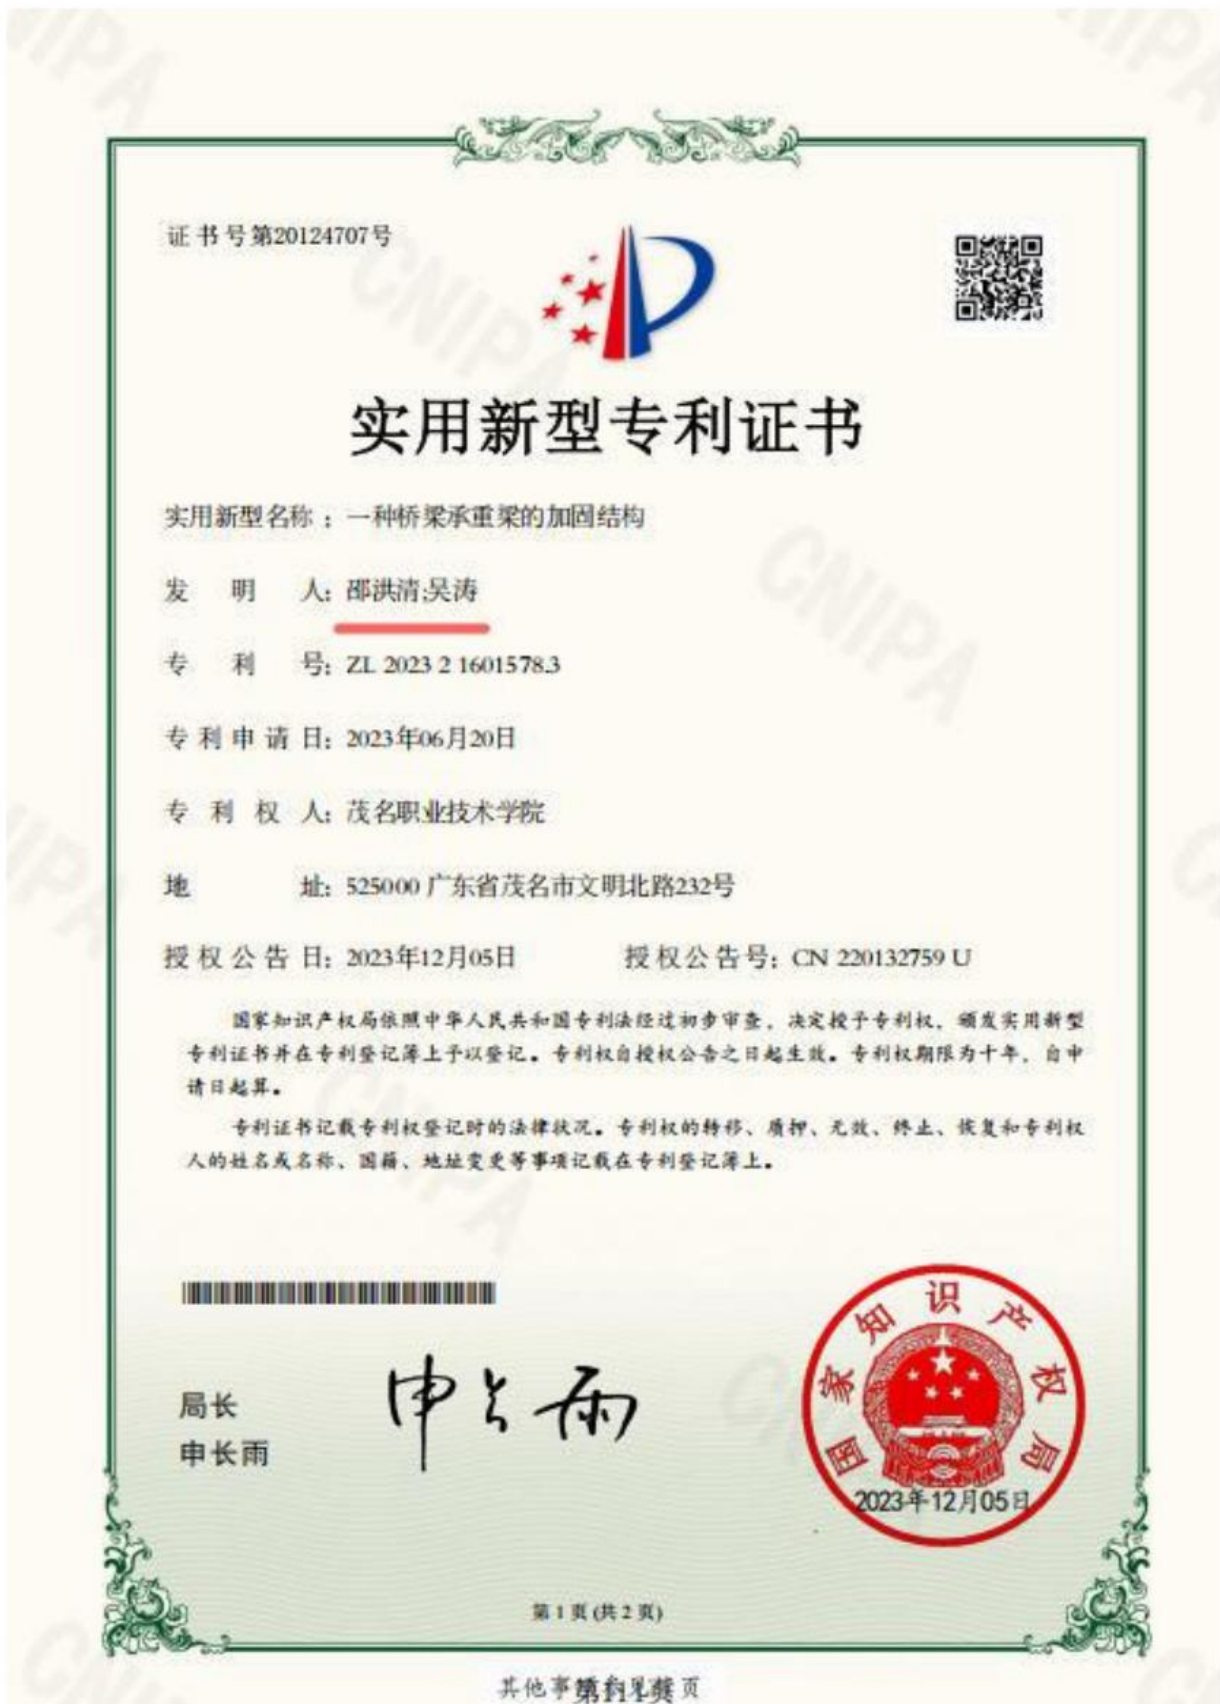 证书号第20124707号
实用新型专利证书
实用新型名称：一种桥梁承重梁的加固结构
发明人：邵洪清;吴涛
专利号：ZL 2023 2 1601578.3
专利申请日：2023年06月20日
专利权人：茂名职业技术学院
地址：525000 广东省茂名市文明北路232号
授权公告日：2023年12月05日 授权公告号：CN 220132759 U
国家知识产权局依照中华人民共和国专利法经过初步审查，决定授予专利权，颁发实用新型
专利证书并在专利登记簿上予以登记。专利权自授权公告之日起生效。专利权期限为十年，自申
请日起算。
专利证书记载专利权登记时的法律状况。专利权的转移、质押、无效、终止、恢复和专利权
人的姓名或名称、国籍、地址变更等事项记载在专利登记簿上。
局长
申长雨
申长雨
国家知识产权局
2023年12月05日
第 1 页 (共 2 页)
其他事项参见续页
CNIPA